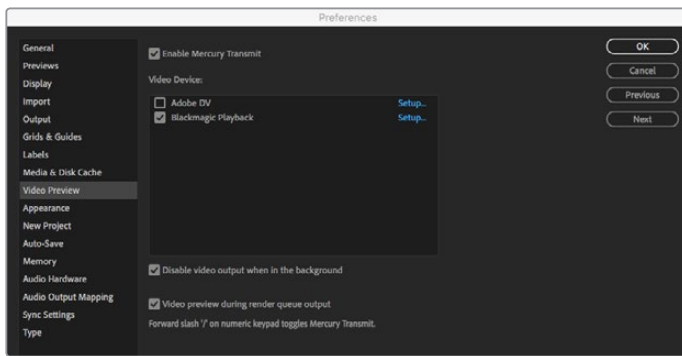 Preferences
General
Previews
Display
Import
Output
Grids & Guides
Labels
Media & Disk Cache
Video Preview
Appearance
New Project
Auto-Save
Memory
Audio Hardware
Audio Output Mapping
Sync Settings
Type
Enable Mercury Transmit
Video Device:
Adobe DV Setup...
Blackmagic Playback Setup...
Disable video output when in the background
Video preview during render queue output
Forward slash '/' on numeric keypad toggles Mercury Transmit.
OK
Cancel
Previous
Next